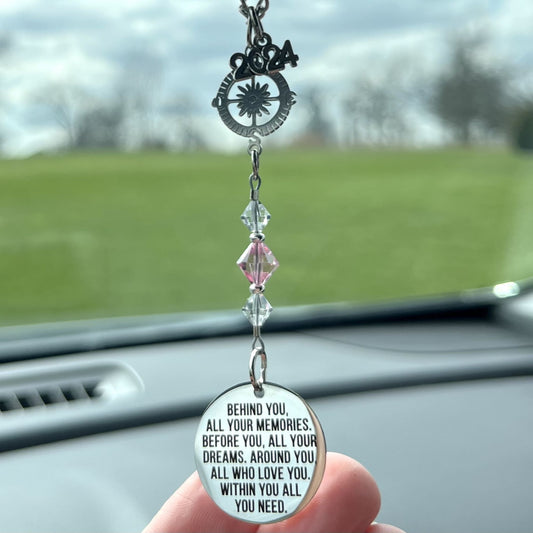 2024
BEHIND YOU,
ALL YOUR MEMORIES.
BEFORE YOU, ALL YOUR
DREAMS. AROUND YOU
ALL WHO LOVE YOU.
WITHIN YOU ALL
YOU NEED.